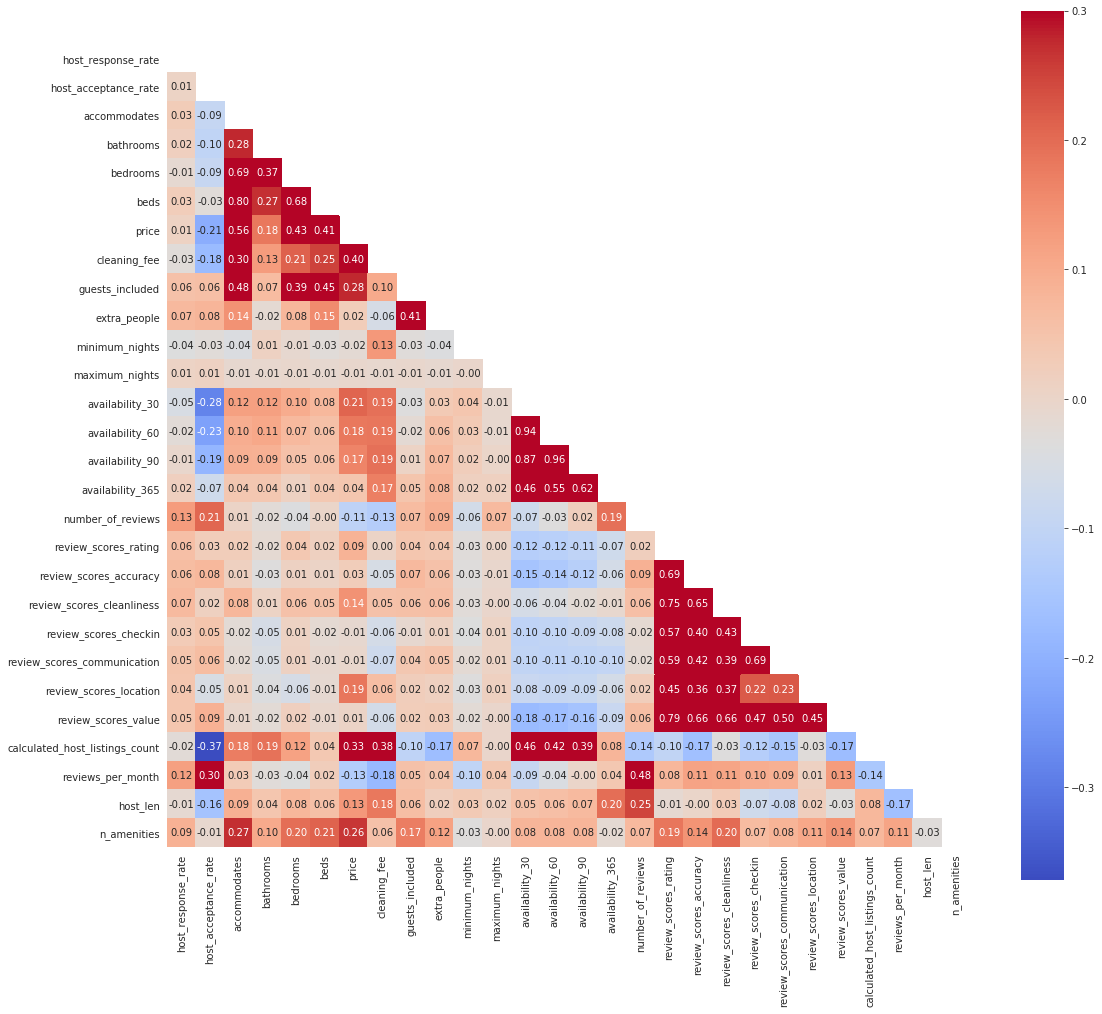 host_response_rate
host_acceptance_rate 0.01
accommodates 0.03 -0.09
bathrooms 0.02 -0.10 0.28
bedrooms -0.01 -0.09 0.69 0.37
beds 0.03 -0.03 0.80 0.27 0.68
price 0.01 -0.21 0.56 0.18 0.43 0.41
cleaning_fee -0.03 -0.18 0.30 0.13 0.21 0.25 0.40
guests_included 0.06 0.06 0.48 0.07 0.39 0.45 0.28 0.10
extra_people 0.07 0.08 0.14 -0.02 0.08 0.15 0.02 -0.06 0.41
minimum_nights -0.04 -0.03 -0.04 0.01 -0.01 -0.03 -0.02 0.13 -0.03 -0.04
maximum_nights 0.01 0.01 -0.01 -0.01 -0.01 -0.01 -0.01 -0.01 -0.01 -0.01 -0.00
availability_30 -0.05 -0.28 0.12 0.12 0.10 0.08 0.21 0.19 -0.03 0.03 0.04 -0.01
availability_60 -0.02 -0.23 0.10 0.11 0.07 0.06 0.18 0.19 -0.02 0.06 0.03 -0.01 0.94
availability_90 -0.01 -0.19 0.09 0.09 0.05 0.06 0.17 0.19 0.01 0.07 0.02 -0.00 0.87 0.96
availability_365 0.02 -0.07 0.04 0.04 0.01 0.04 0.04 0.17 0.05 0.08 0.02 0.02 0.46 0.55 0.62
number_of_reviews 0.13 0.21 0.01 -0.02 -0.04 -0.00 -0.11 -0.13 0.07 0.09 -0.06 0.07 -0.07 -0.03 0.02 0.19
review_scores_rating 0.06 0.03 0.02 -0.02 0.04 0.02 0.09 0.00 0.04 0.04 -0.03 0.00 -0.12 -0.12 -0.11 -0.07 0.02
review_scores_accuracy 0.06 0.08 0.01 -0.03 0.01 0.01 0.03 -0.05 0.07 0.06 -0.03 -0.01 -0.15 -0.14 -0.12 -0.06 0.09 0.69
review_scores_cleanliness 0.07 0.02 0.08 0.01 0.06 0.05 0.14 0.05 0.06 0.06 -0.03 -0.00 -0.06 -0.04 -0.02 -0.01 0.06 0.75 0.65
review_scores_checkin 0.03 0.05 -0.02 -0.05 0.01 -0.02 -0.01 -0.06 -0.01 0.01 -0.04 0.01 -0.10 -0.10 -0.09 -0.08 -0.02 0.57 0.40 0.43
review_scores_communication 0.05 0.06 -0.02 -0.05 0.01 -0.01 -0.01 -0.07 0.04 0.05 -0.02 0.01 -0.10 -0.11 -0.10 -0.10 -0.02 0.59 0.42 0.39 0.69
review_scores_location 0.04 -0.05 0.01 -0.04 -0.06 -0.01 0.19 0.06 0.02 0.02 -0.03 0.01 -0.08 -0.09 -0.09 -0.06 0.02 0.45 0.36 0.37 0.22 0.23
review_scores_value 0.05 0.09 -0.01 -0.02 0.02 -0.01 0.01 -0.06 0.02 0.03 -0.02 -0.00 -0.18 -0.17 -0.16 -0.09 0.06 0.79 0.66 0.66 0.47 0.50 0.45
calculated_host_listings_count -0.02 -0.37 0.18 0.19 0.12 0.04 0.33 0.38 -0.10 -0.17 0.07 -0.00 0.46 0.42 0.39 0.08 -0.14 -0.10 -0.17 -0.03 -0.12 -0.15 -0.03 -0.17
reviews_per_month 0.12 0.30 0.03 -0.03 -0.04 0.02 -0.13 -0.18 0.05 0.04 -0.10 0.04 -0.09 -0.04 -0.00 0.04 0.48 0.08 0.11 0.11 0.10 0.09 0.01 0.13 -0.14
host_len -0.01 -0.16 0.09 0.04 0.08 0.06 0.13 0.18 0.06 0.02 0.03 0.02 0.05 0.06 0.07 0.20 0.25 -0.01 -0.00 0.03 -0.07 -0.08 0.02 -0.03 0.08 -0.17
n_amenities 0.09 -0.01 0.27 0.10 0.20 0.21 0.26 0.06 0.17 0.12 -0.03 -0.00 0.08 0.08 0.08 -0.02 0.07 0.19 0.14 0.20 0.07 0.08 0.11 0.14 0.07 0.11 -0.03
host_response_rate
host_acceptance_rate
accommodates
bathrooms
bedrooms
beds
price
cleaning_fee
guests_included
extra_people
minimum_nights
maximum_nights
availability_30
availability_60
availability_90
availability_365
number_of_reviews
review_scores_rating
review_scores_accuracy
review_scores_cleanliness
review_scores_checkin
review_scores_communication
review_scores_location
review_scores_value
calculated_host_listings_count
reviews_per_month
host_len
n_amenities
0.3
0.2
0.1
0.0
−0.1
−0.2
−0.3